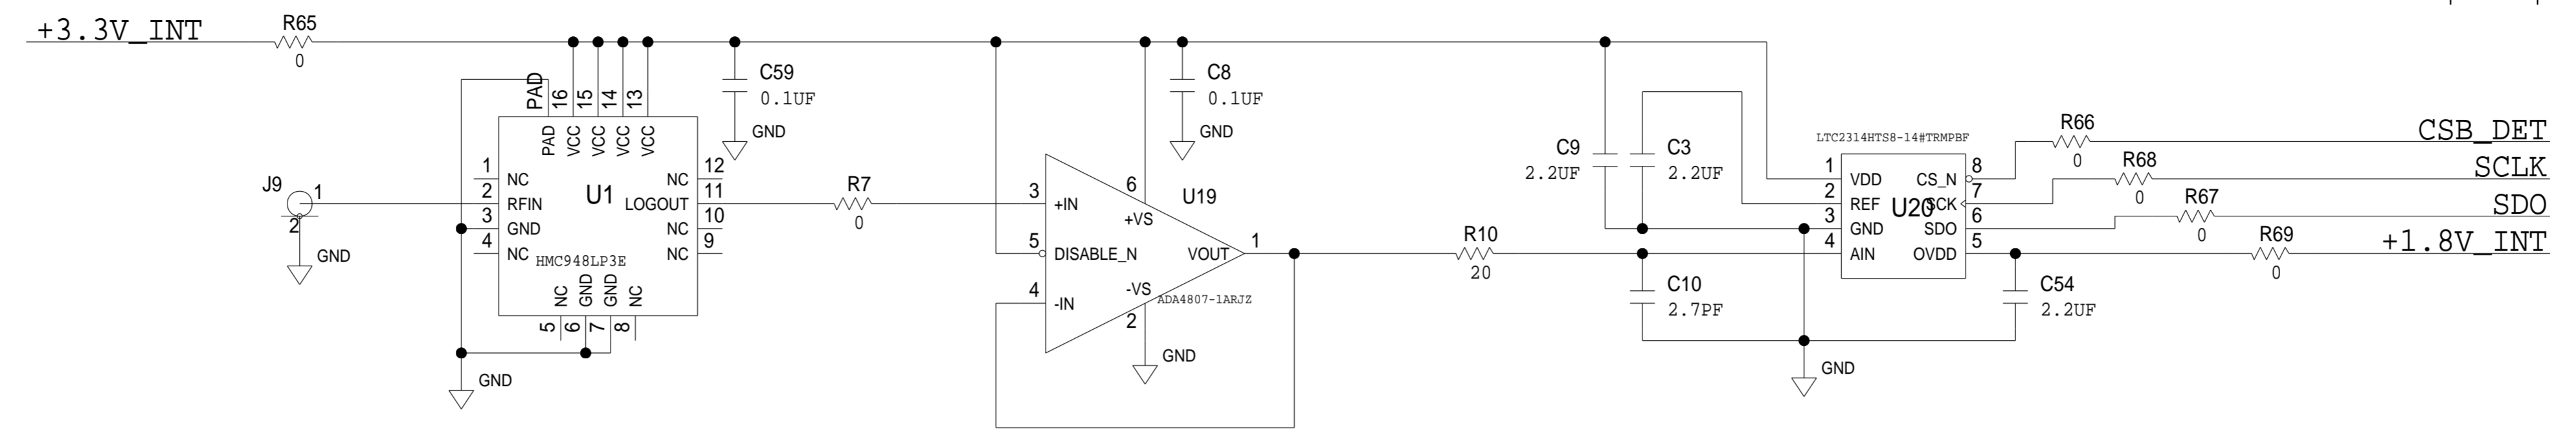 +3.3V_INT
R65
0
PAD
16
15
14
13
PAD
VCC
VCC
VCC
VCC
C59
0.1UF
GND
J9
1
2
GND
1
2
3
4
NC
RFIN
GND
NC
U1
HMC948LP3E
NC
LOGOUT
NC
NC
12
11
10
9
NC
GND
GND
NC
5
6
7
8
GND
R7
0
3
+IN
5
DISABLE_N
4
-IN
6
+VS
U19
VOUT
1
-VS
ADA4807-1ARJZ
2
GND
C8
0.1UF
GND
R10
20
C9
2.2UF
C3
2.2UF
C10
2.7PF
LTC2314HTS8-14#TRMPBF
1
2
3
4
VDD
REF
GND
AIN
U20
CS_N
SCK
SDO
OVDD
8
7
6
5
GND
C54
2.2UF
R66
0
R68
0
R67
0
R69
0
CSB_DET
SCLK
SDO
+1.8V_INT